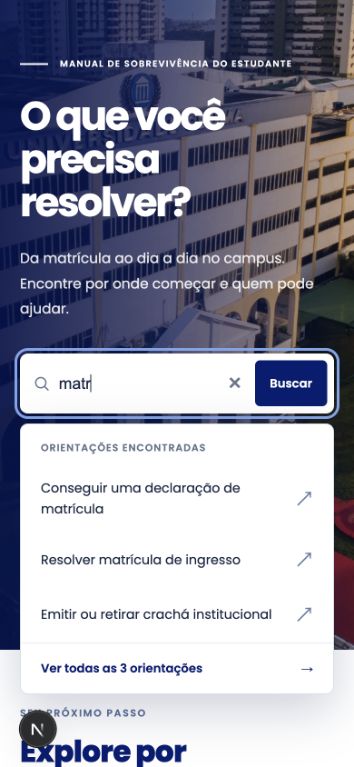 MANUAL DE SOBREVIVÊNCIA DO ESTUDANTE
O que você
precisa
resolver?
Da matrícula ao dia a dia no campus.
Encontre por onde começar e quem pode
ajudar.
matr
Buscar
ORIENTAÇÕES ENCONTRADAS
Conseguir uma declaração de
matrícula
Resolver matrícula de ingresso
Emitir ou retirar crachá institucional
Ver todas as 3 orientações
PRÓXIMO PASSO
N
Explore por